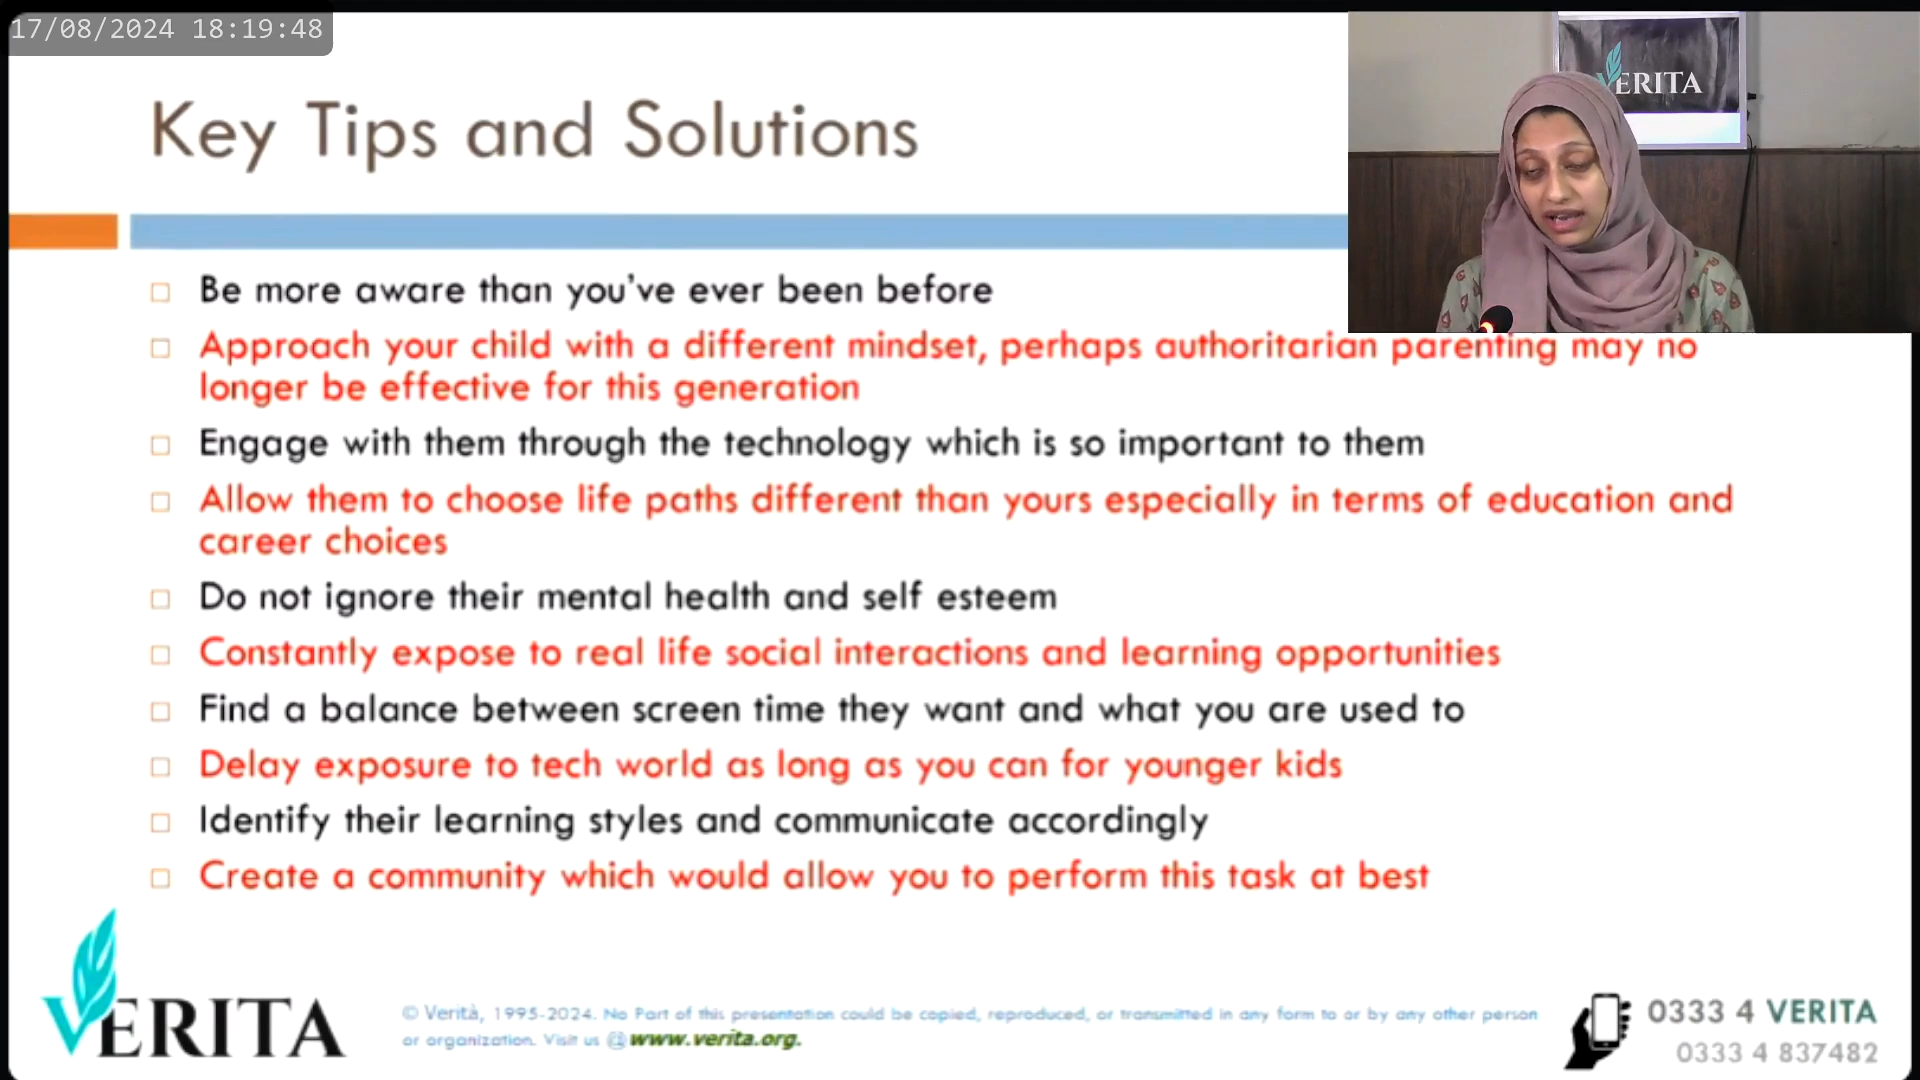 17/08/2024 18:19:48
VERITA
Key Tips and Solutions
Be more aware than you've ever been before
Approach your child with a different mindset, perhaps authoritarian parenting may no
longer be effective for this generation
Engage with them through the technology which is so important to them
Allow them to choose life paths different than yours especially in terms of education and
career choices
Do not ignore their mental health and self esteem
Constantly expose to real life social interactions and learning opportunities
Find a balance between screen time they want and what you are used to
Delay exposure to tech world as long as you can for younger kids
Identify their learning styles and communicate accordingly
Create a community which would allow you to perform this task at best
VERITA
© Verità, 1995-2024. No Part of this presentation could be copied, reproduced, or transmitted in any form to or by any other person
or organization. Visit us @ www.verita.org.
0333 4 VERITA
0333 4 837482